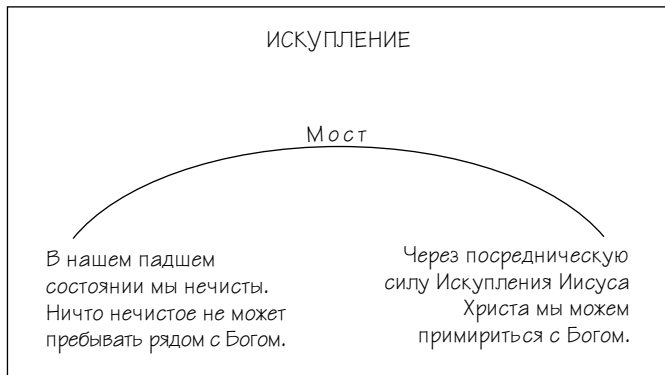 ИСКУПЛЕНИЕ
Мост
В нашем падшем
состоянии мы нечисты.
Ничто нечистое не может
пребывать рядом с Богом.
Через посредническую
силу Искупления Иисуса
Христа мы можем
примириться с Богом.